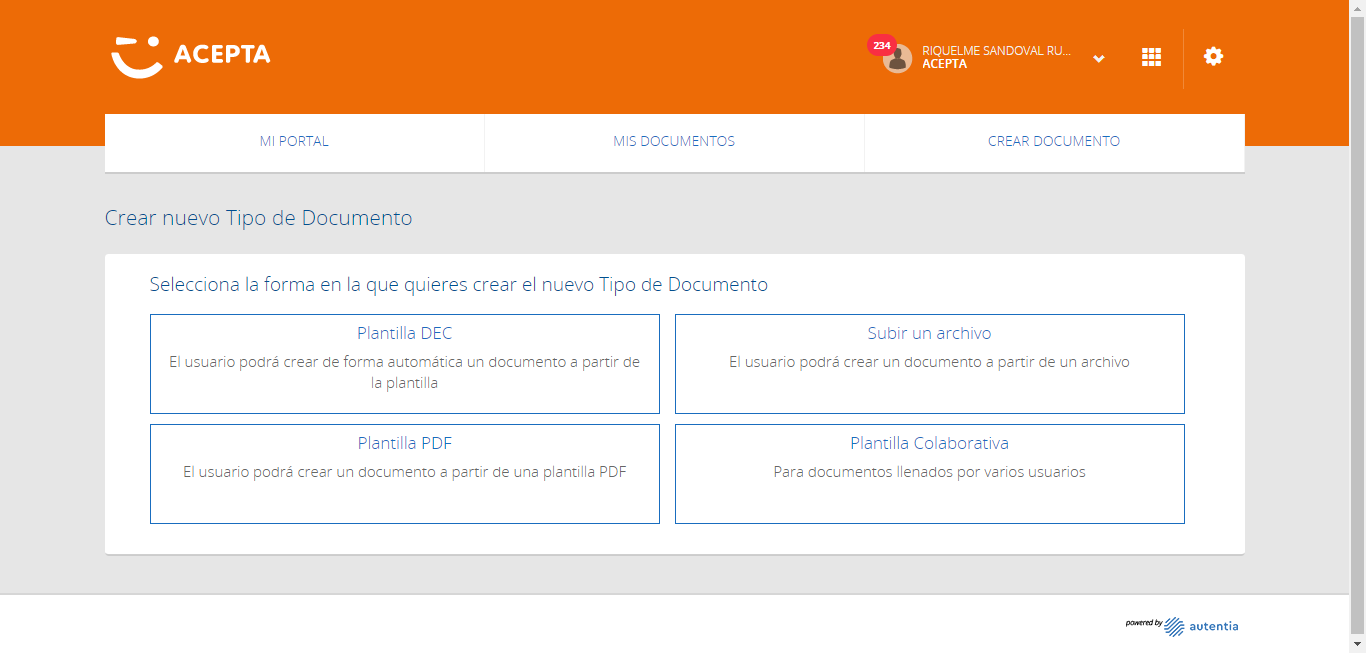 ACEPTA
234
RIQUELME SANDOVAL RU...
ACEPTA
MI PORTAL
MIS DOCUMENTOS
CREAR DOCUMENTO
Crear nuevo Tipo de Documento
Selecciona la forma en la que quieres crear el nuevo Tipo de Documento
Plantilla DEC
El usuario podrá crear de forma automática un documento a partir de
la plantilla
Subir un archivo
El usuario podrá crear un documento a partir de un archivo
Plantilla PDF
El usuario podrá crear un documento a partir de una plantilla PDF
Plantilla Colaborativa
Para documentos llenados por varios usuarios
powered by autentia